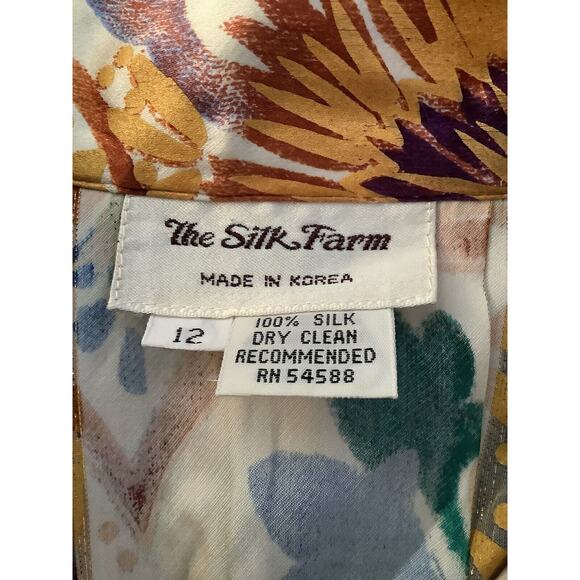 The Silk Farm
MADE IN KOREA
12
100% SILK
DRY CLEAN
RECOMMENDED
RN 54588